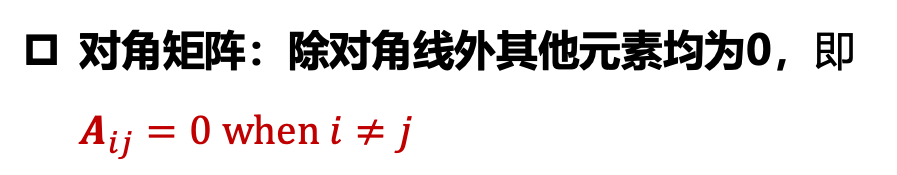 □ 对角矩阵：除对角线外其他元素均为0，即
𝑨ᵢⱼ = 0 when 𝑖 ≠ 𝑗